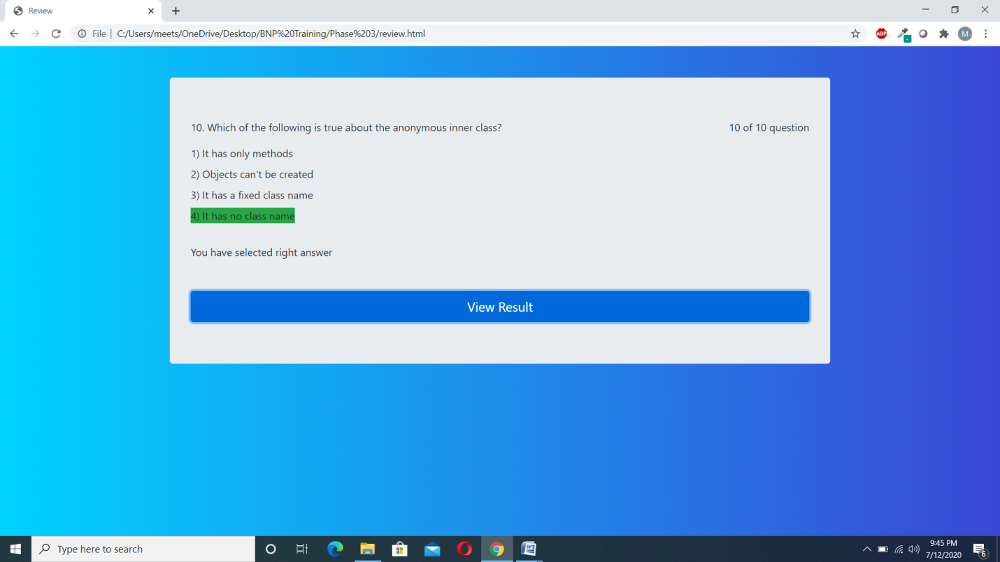 Review
File
C:/Users/meets/OneDrive/Desktop/BNP%20Training/Phase%203/review.html
ABP
M
10. Which of the following is true about the anonymous inner class?
10 of 10 question
1) It has only methods
2) Objects can't be created
3) It has a fixed class name
4) It has no class name
You have selected right answer
View Result
Type here to search
9:45 PM
7/12/2020
6